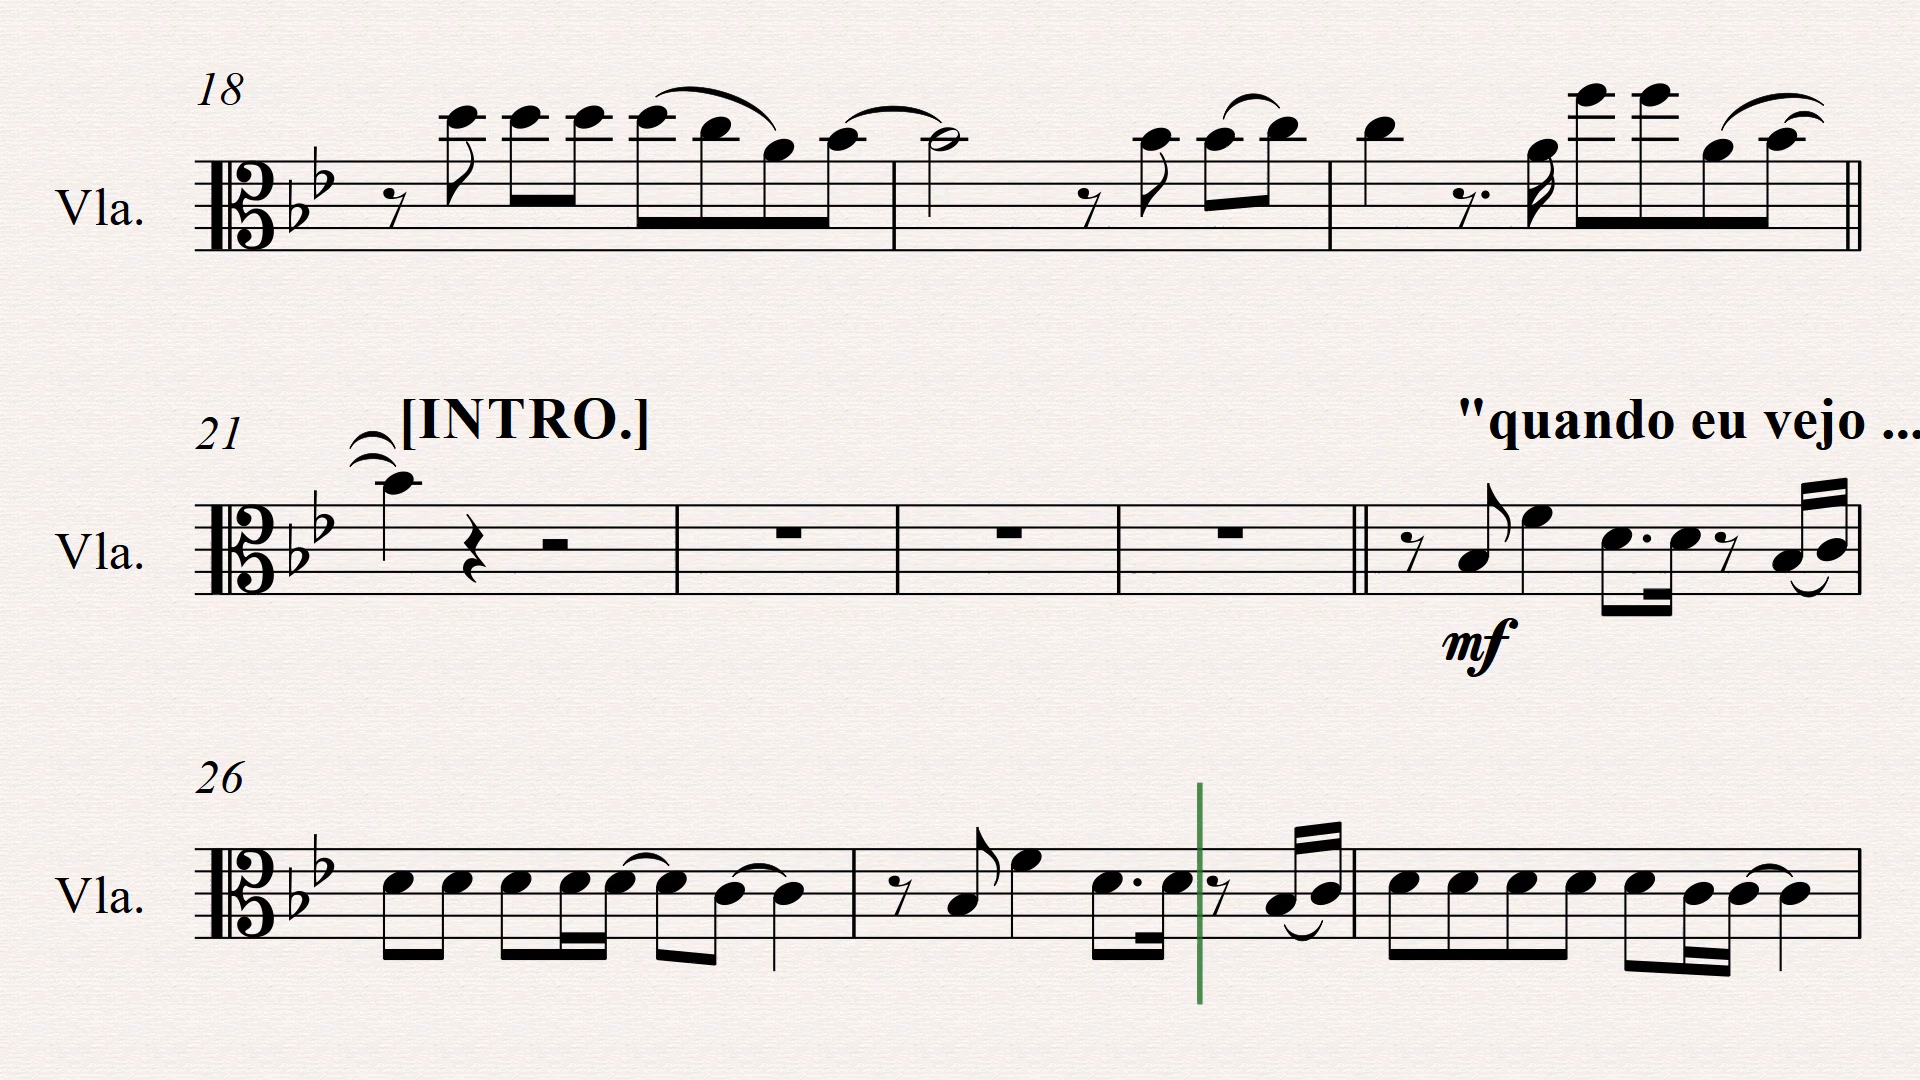 18
Vla.
[INTRO.]
"quando eu vejo ...
21
Vla.
mf
26
Vla.